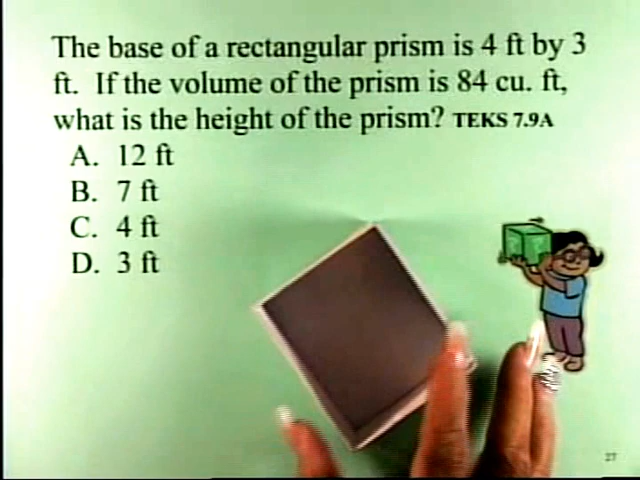 The base of a rectangular prism is 4 ft by 3
ft. If the volume of the prism is 84 cu. ft,
what is the height of the prism? TEKS 7.9A
A. 12 ft
B. 7 ft
C. 4 ft
D. 3 ft
27